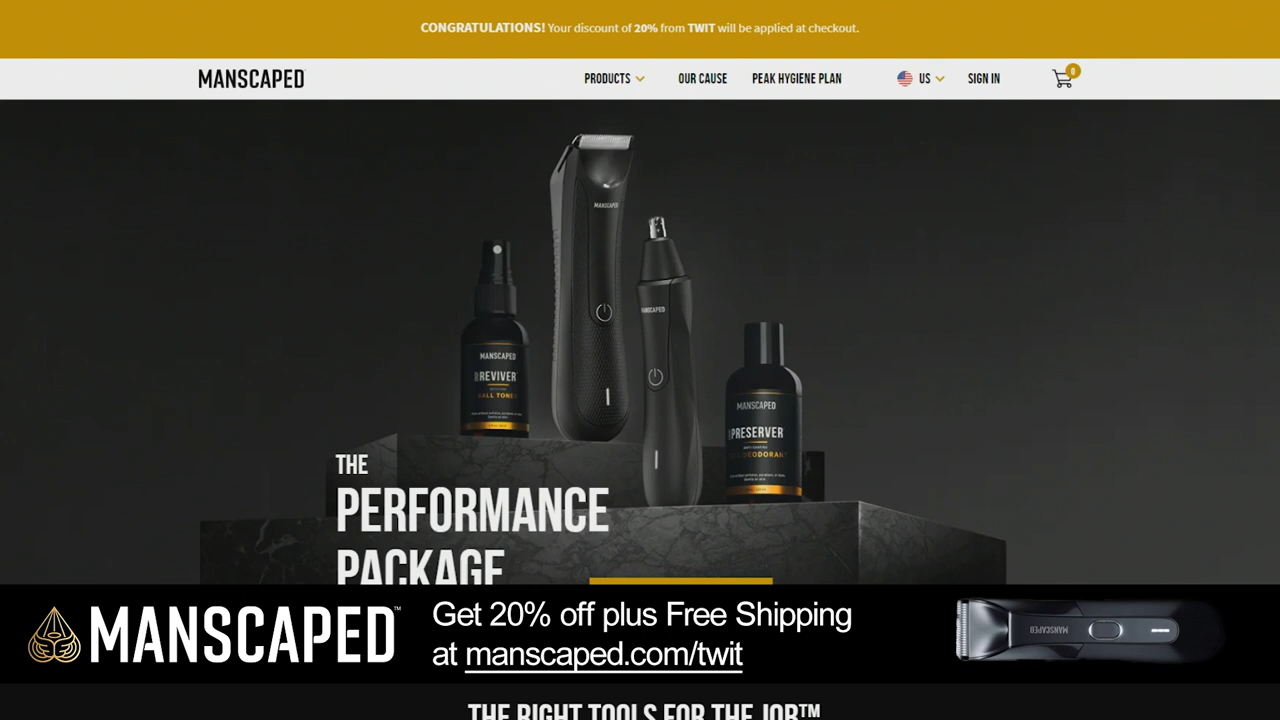 CONGRATULATIONS! Your discount of 20% from TWIT will be applied at checkout.
MANSCAPED PRODUCTS OUR CAUSE PEAK HYGIENE PLAN US SIGN IN 0
MANSCAPED
MANSCAPED
MANSCAPED
REVIVER
BALL TONER
MANSCAPED
PRESERVER
DEODORANT
THE
PERFORMANCE
PACKAGE
MANSCAPED™
Get 20% off plus Free Shipping
at manscaped.com/twit
MANSCAPED
THE RIGHT TOOLS FOR THE JOB™